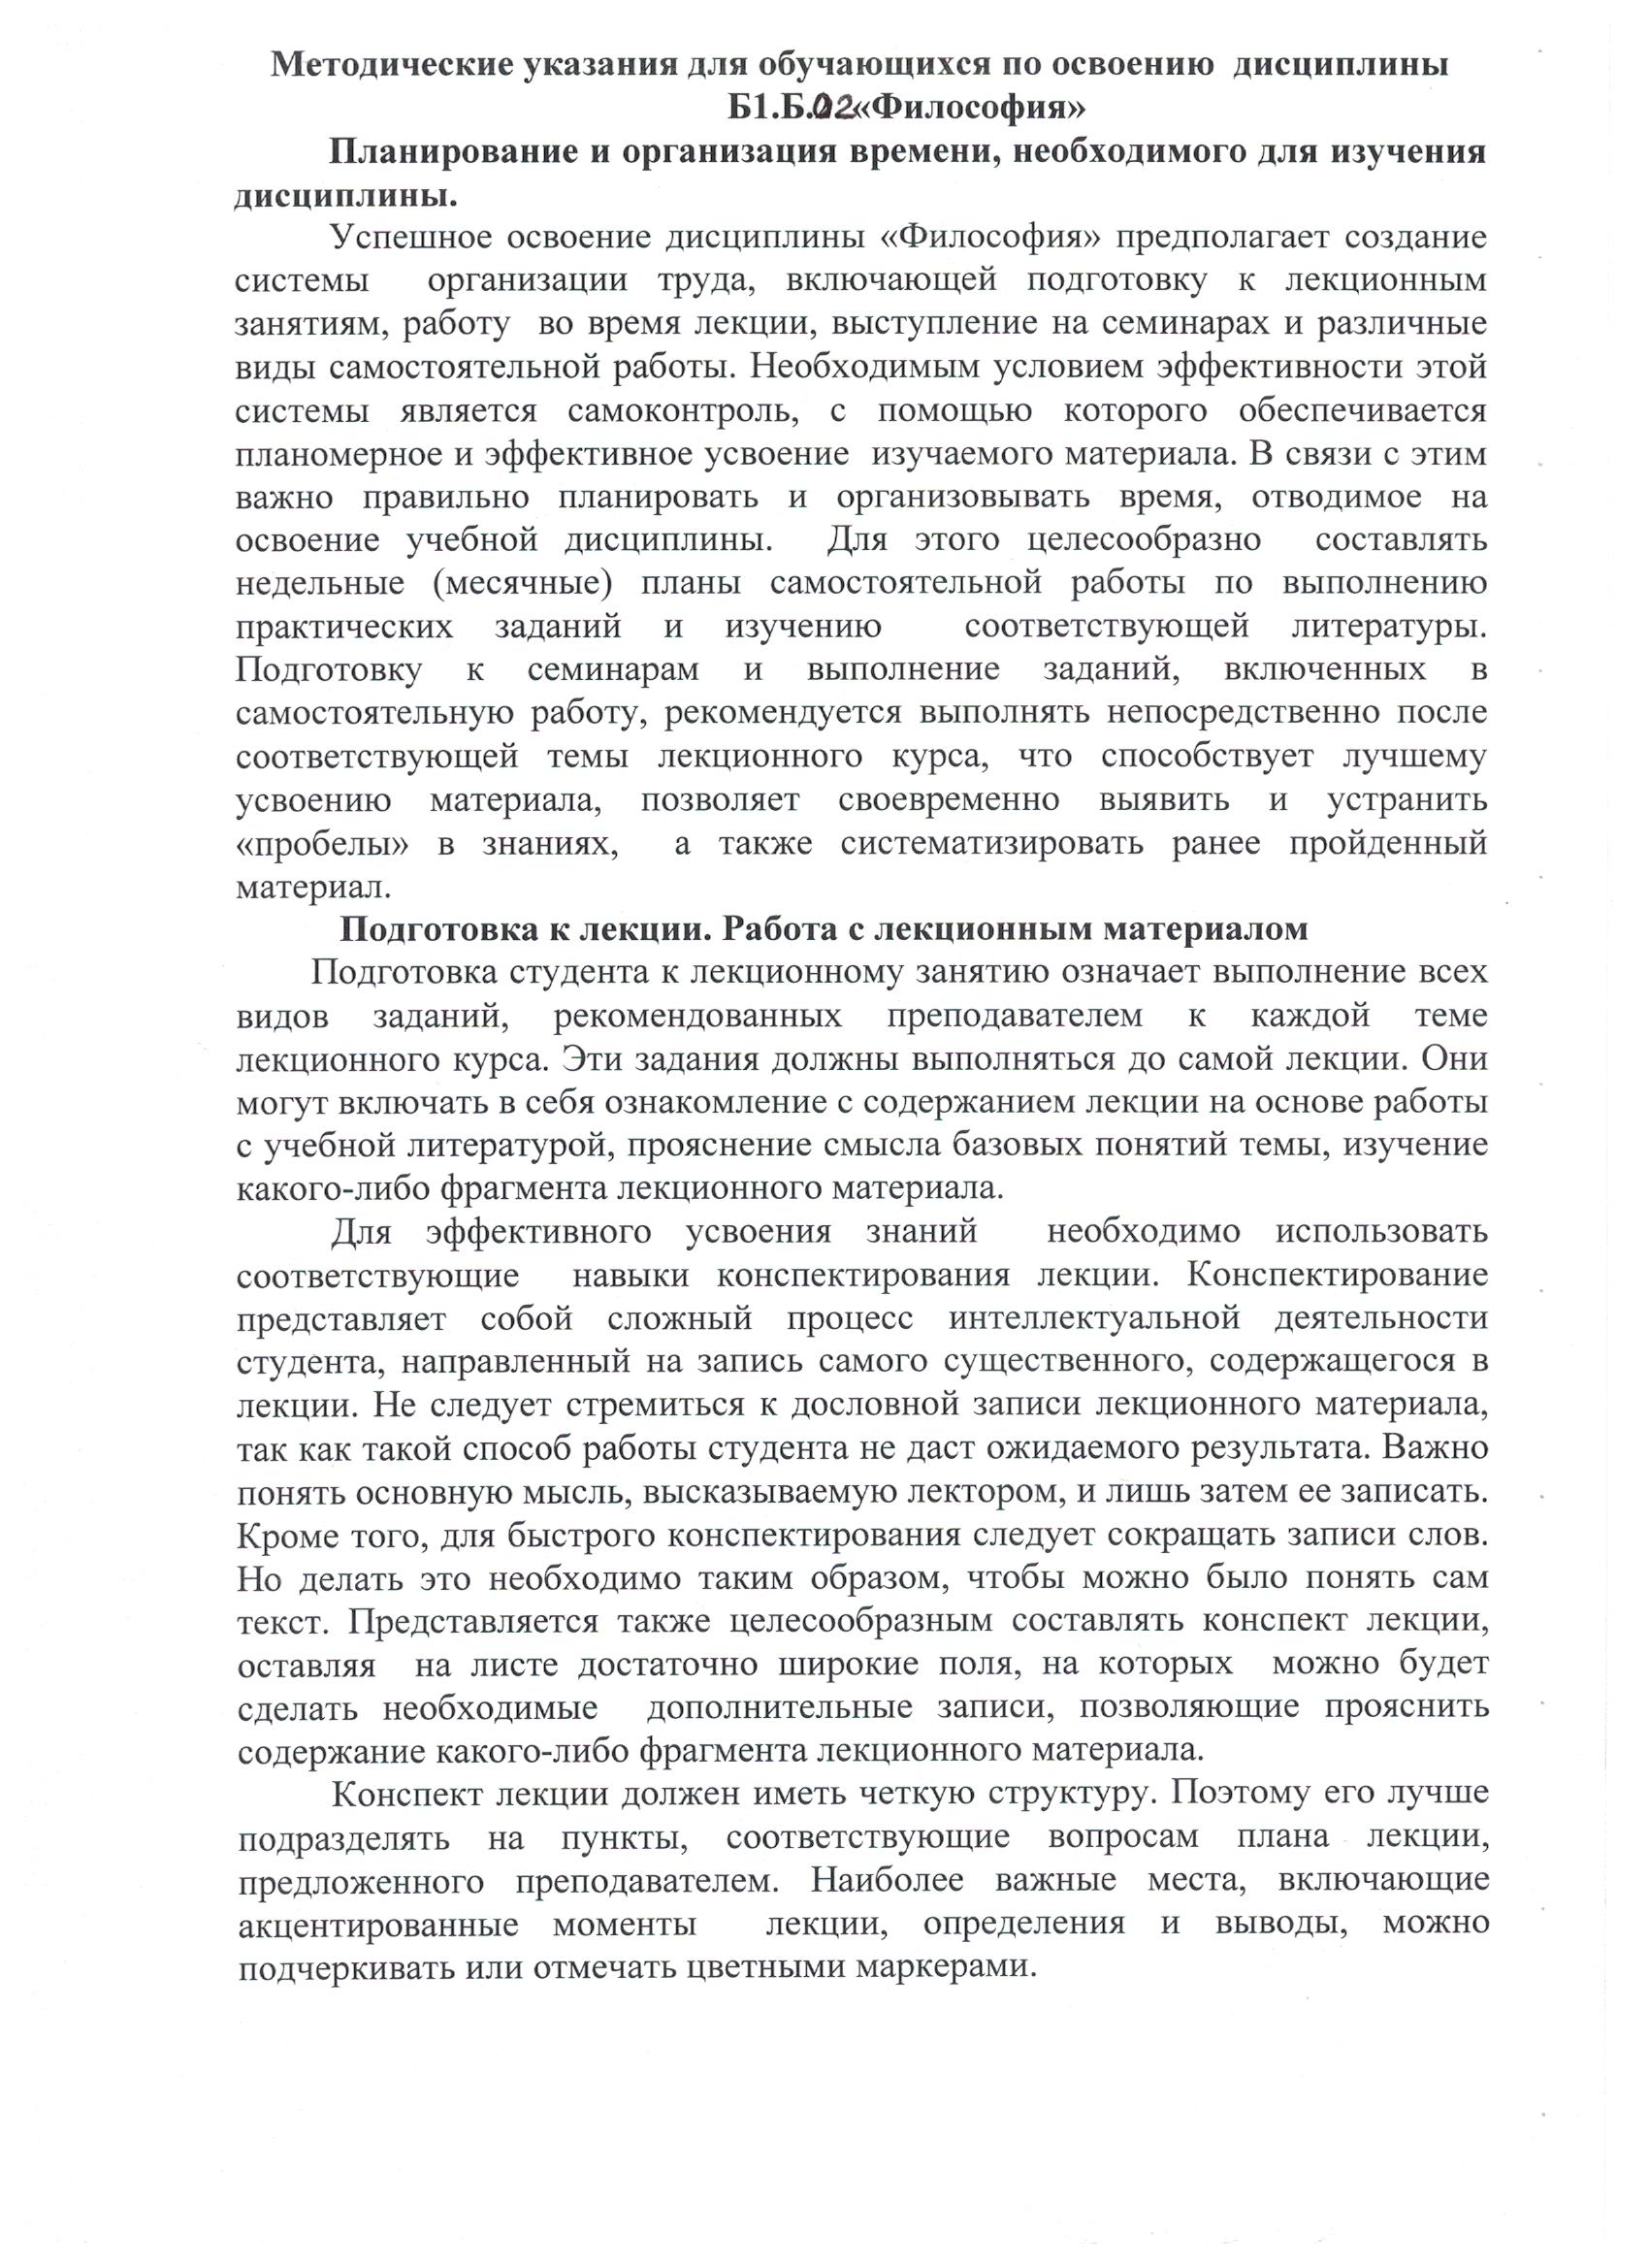 Методические указания для обучающихся по освоению дисциплины
Б1.Б.02«Философия»
Планирование и организация времени, необходимого для изучения
дисциплины.
Успешное освоение дисциплины «Философия» предполагает создание
системы организации труда, включающей подготовку к лекционным
занятиям, работу во время лекции, выступление на семинарах и различные
виды самостоятельной работы. Необходимым условием эффективности этой
системы является самоконтроль, с помощью которого обеспечивается
планомерное и эффективное усвоение изучаемого материала. В связи с этим
важно правильно планировать и организовывать время, отводимое на
освоение учебной дисциплины. Для этого целесообразно составлять
недельные (месячные) планы самостоятельной работы по выполнению
практических заданий и изучению соответствующей литературы.
Подготовку к семинарам и выполнение заданий, включенных в
самостоятельную работу, рекомендуется выполнять непосредственно после
соответствующей темы лекционного курса, что способствует лучшему
усвоению материала, позволяет своевременно выявить и устранить
«пробелы» в знаниях, а также систематизировать ранее пройденный
материал.
Подготовка к лекции. Работа с лекционным материалом
Подготовка студента к лекционному занятию означает выполнение всех
видов заданий, рекомендованных преподавателем к каждой теме
лекционного курса. Эти задания должны выполняться до самой лекции. Они
могут включать в себя ознакомление с содержанием лекции на основе работы
с учебной литературой, прояснение смысла базовых понятий темы, изучение
какого-либо фрагмента лекционного материала.
Для эффективного усвоения знаний необходимо использовать
соответствующие навыки конспектирования лекции. Конспектирование
представляет собой сложный процесс интеллектуальной деятельности
студента, направленный на запись самого существенного, содержащегося в
лекции. Не следует стремиться к дословной записи лекционного материала,
так как такой способ работы студента не даст ожидаемого результата. Важно
понять основную мысль, высказываемую лектором, и лишь затем ее записать.
Кроме того, для быстрого конспектирования следует сокращать записи слов.
Но делать это необходимо таким образом, чтобы можно было понять сам
текст. Представляется также целесообразным составлять конспект лекции,
оставляя на листе достаточно широкие поля, на которых можно будет
сделать необходимые дополнительные записи, позволяющие прояснить
содержание какого-либо фрагмента лекционного материала.
Конспект лекции должен иметь четкую структуру. Поэтому его лучше
подразделять на пункты, соответствующие вопросам плана лекции,
предложенного преподавателем. Наиболее важные места, включающие
акцентированные моменты лекции, определения и выводы, можно
подчеркивать или отмечать цветными маркерами.